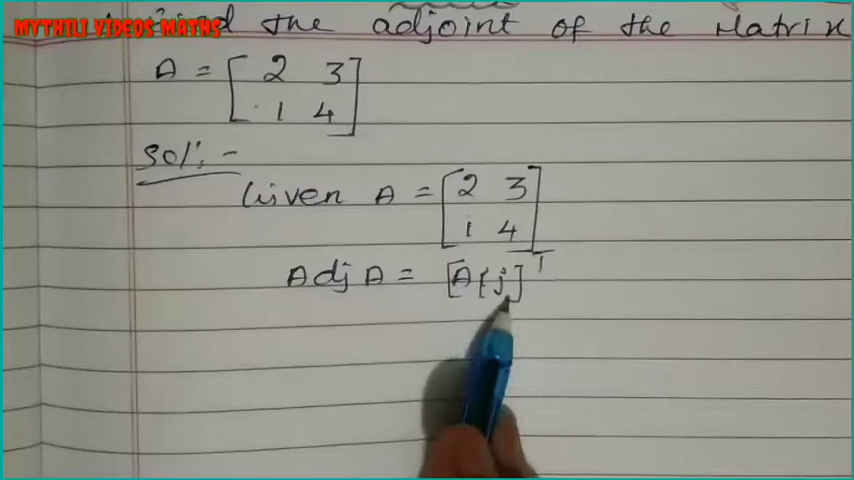 MYTHILI VIDEOS MATHS the adjoint of the Matrix
A = [ 2 3
1 4 ]
Sol:-
Given A = [ 2 3
1 4 ]
Adj A = [Aij]ᵀ